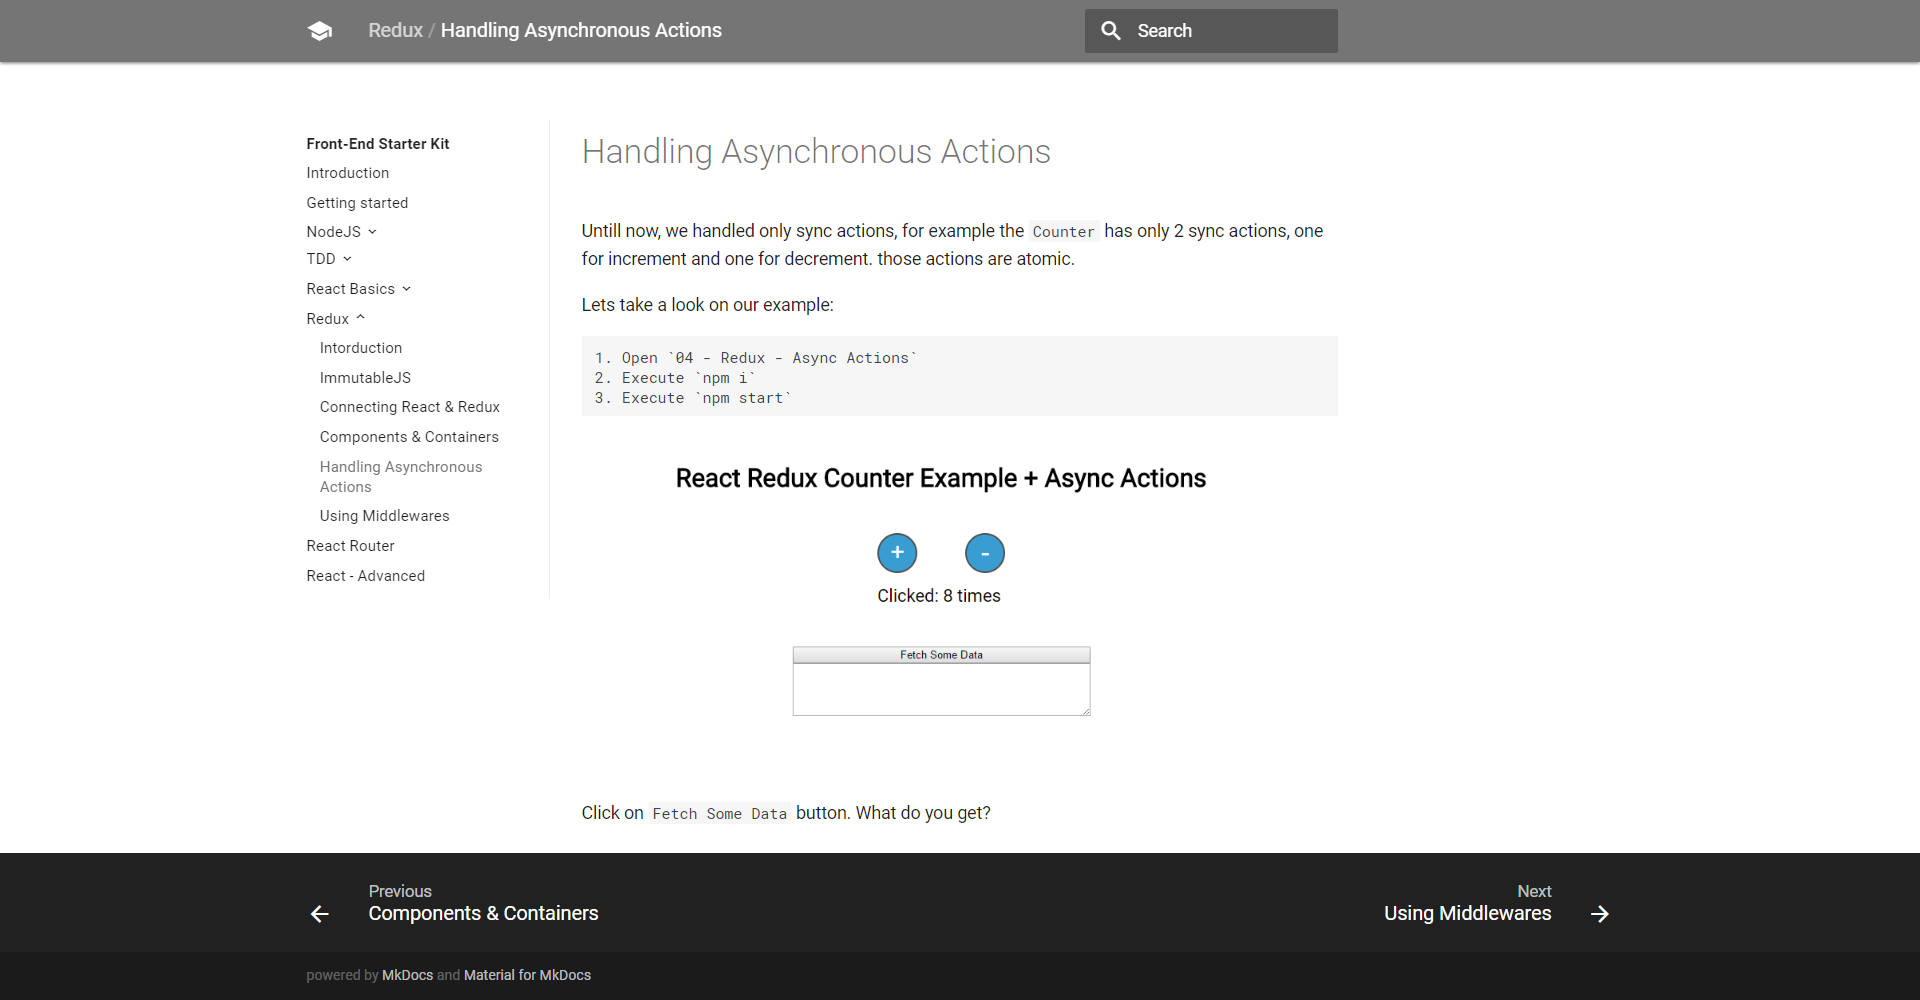 Redux / Handling Asynchronous Actions
Search
Front-End Starter Kit
Introduction
Getting started
NodeJS
TDD
React Basics
Redux
Intorduction
ImmutableJS
Connecting React & Redux
Components & Containers
Handling Asynchronous
Actions
Using Middlewares
React Router
React - Advanced
Handling Asynchronous Actions
Untill now, we handled only sync actions, for example the Counter has only 2 sync actions, one
for increment and one for decrement. those actions are atomic.
Lets take a look on our example:
1. Open `04 - Redux - Async Actions`
2. Execute `npm i`
3. Execute `npm start`
React Redux Counter Example + Async Actions
+ -
Clicked: 8 times
Fetch Some Data
Click on Fetch Some Data button. What do you get?
Previous
Components & Containers
Next
Using Middlewares
powered by MkDocs and Material for MkDocs